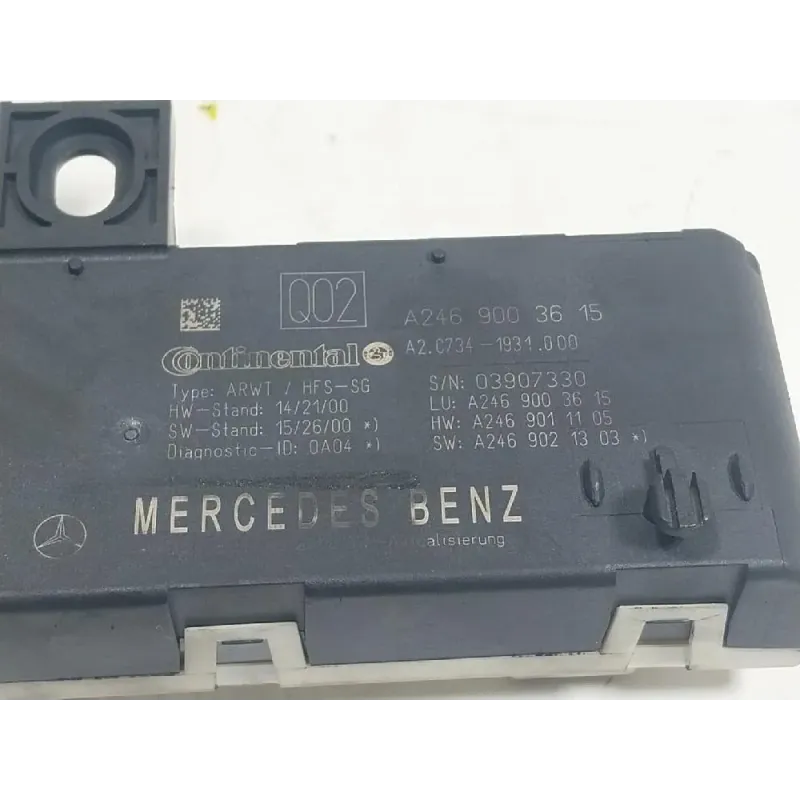 Q02
A246 900 36 15
Continental
A2.C734-1931.000
Type: ARWT / HFS-SG
HW-Stand: 14/21/00
SW-Stand: 15/26/00 *)
Diagnostic-ID: 0A04 *)
S/N: 03907330
LU: A246 900 36 15
HW: A246 901 11 05
SW: A246 902 13 03 *)
MERCEDES BENZ